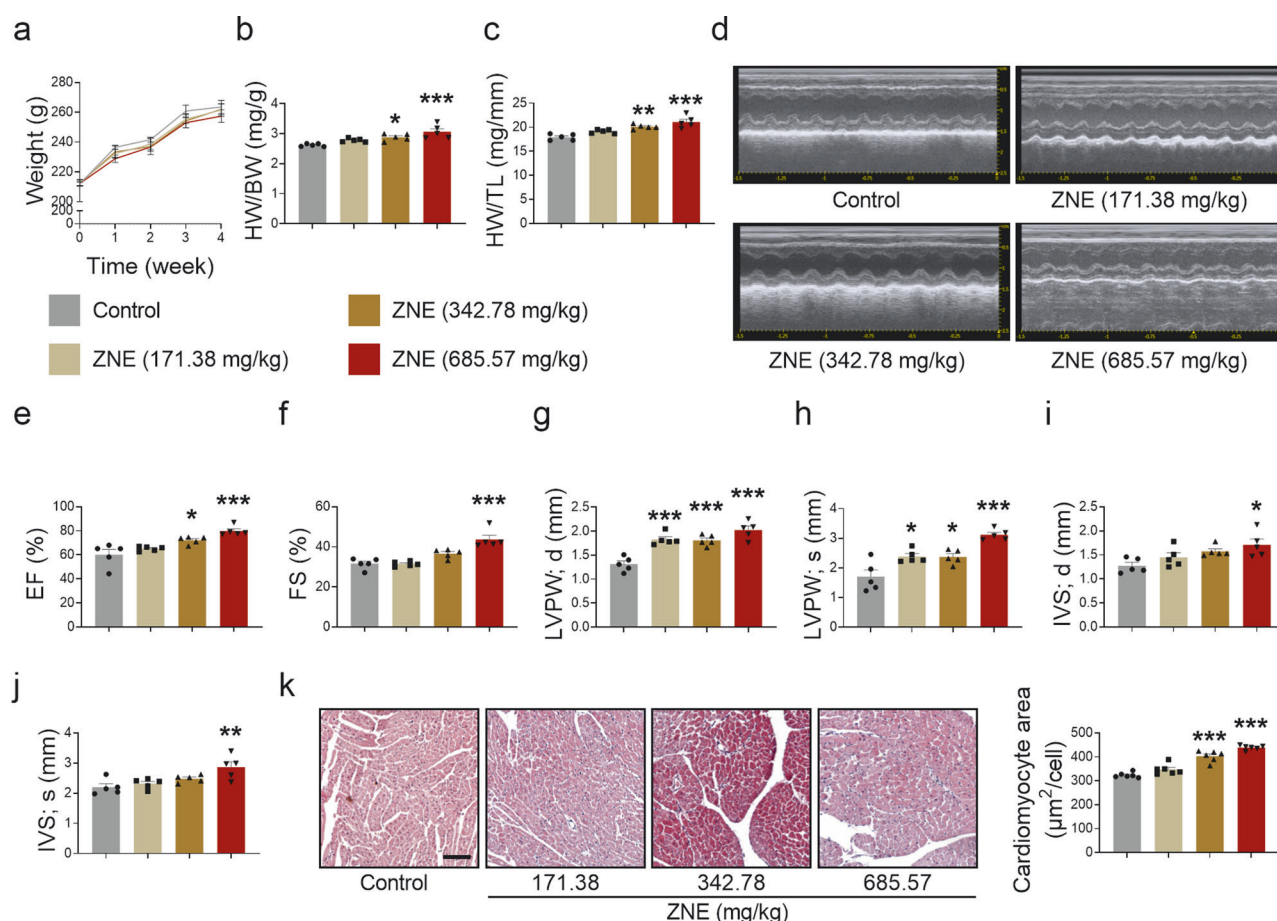 a
b
c
d
Weight (g)
280
260
240
220
200
200
0
0
1
2
3
4
Time (week)
HW/BW (mg/g)
4
3
2
1
0
*
***
HW/TL (mg/mm)
25
20
15
10
5
0
**
***
Control
ZNE (171.38 mg/kg)
ZNE (342.78 mg/kg)
ZNE (685.57 mg/kg)
Control
ZNE (342.78 mg/kg)
ZNE (171.38 mg/kg)
ZNE (685.57 mg/kg)
e
f
g
h
i
EF (%)
100
80
60
40
20
0
*
***
FS (%)
60
40
20
0
***
LVPW; d (mm)
2.5
2.0
1.5
1.0
0.5
0.0
***
***
***
LVPW; s (mm)
4
3
2
1
0
*
*
***
IVS; d (mm)
2.5
2.0
1.5
1.0
0.5
0.0
*
j
k
IVS; s (mm)
4
3
2
1
0
**
Control
171.38
342.78
685.57
ZNE (mg/kg)
Cardiomyocyte area
(µm²/cell)
500
400
300
200
100
0
***
***